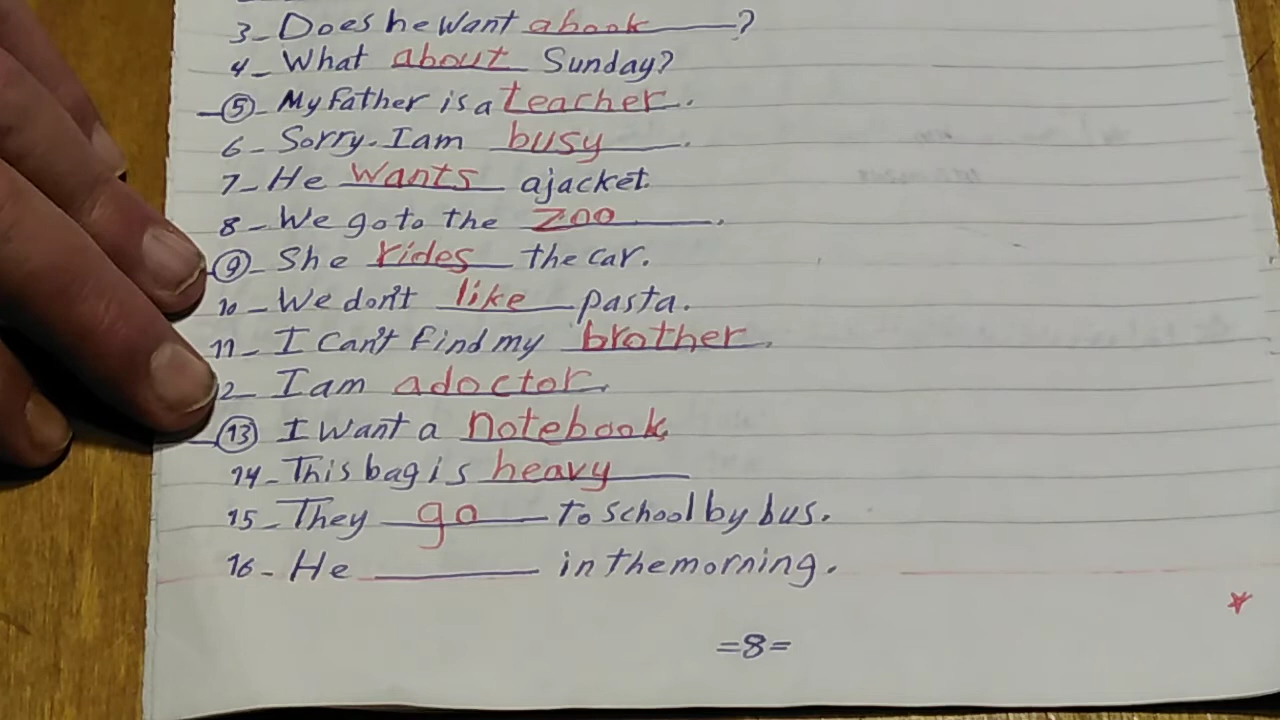 3- Does he want a book ?
4- What about Sunday?
5- My father is a teacher.
6- Sorry. I am busy.
7- He wants a jacket.
8- We go to the zoo.
9- She rides the car.
10- We don't like pasta.
11- I can't find my brother.
2- I am a doctor.
13- I want a notebook.
14- This bag is heavy
15- They go to school by bus.
16- He ______ in the morning.
=8=